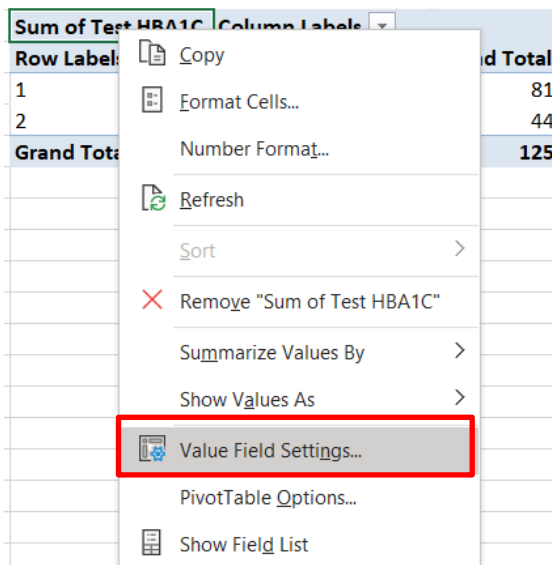 Sum of Test HBA1C Column Labels
Row Label
d Total
1 81
2 44
Grand Tota 125
Copy
Format Cells...
Number Format...
Refresh
Sort
Remove "Sum of Test HBA1C"
Summarize Values By
Show Values As
Value Field Settings...
PivotTable Options...
Show Field List